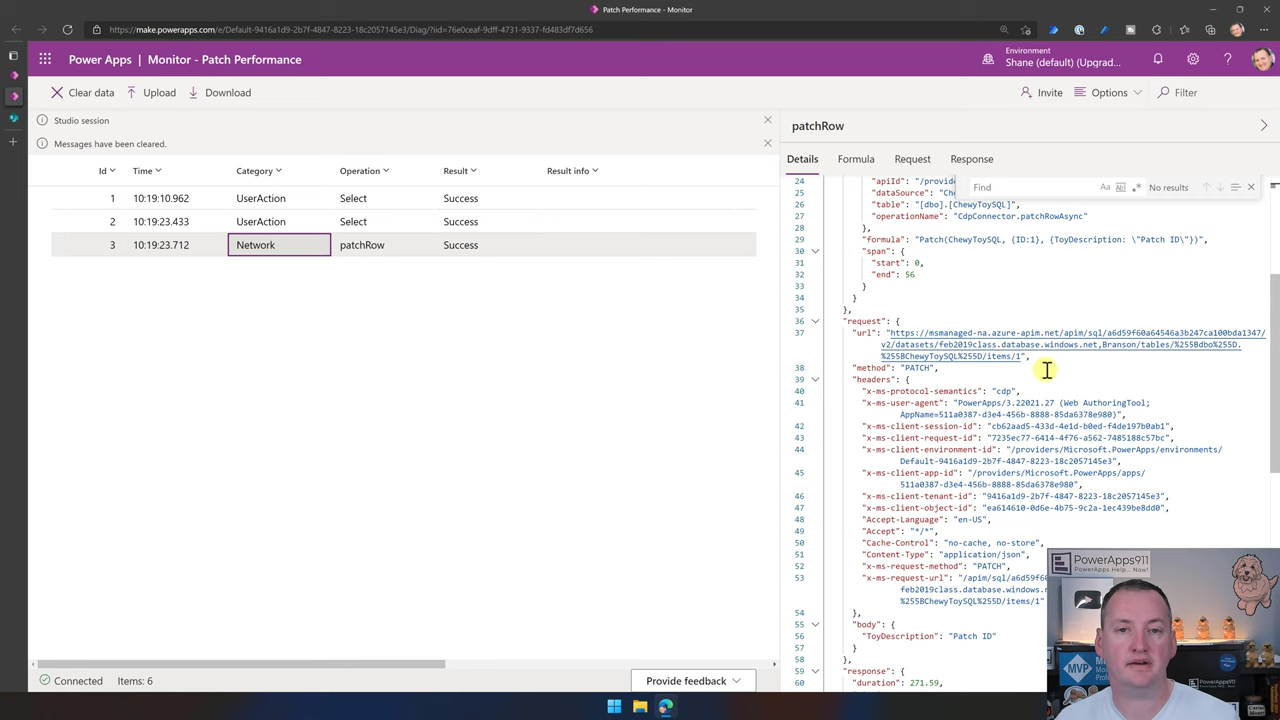 Patch Performance - Monitor
https://make.powerapps.com/e/Default-9416a1d9-2b7f-4847-8223-18c2057145e3/Diag/?iid=76e0ceaf-9dff-4731-9337-fd483fd7d656
Power Apps | Monitor - Patch Performance
Environment
Shane (default) (Upgrad...
Clear data
Upload
Download
Invite
Options
Filter
Studio session
Messages have been cleared.
Id Time Category Operation Result Result info
1 10:19:10.962 UserAction Select Success
2 10:19:23.433 UserAction Select Success
3 10:19:23.712 Network patchRow Success
Connected Items: 6
Provide feedback
patchRow
Details Formula Request Response
Find
Aa
No results
24 "apiId": "/provide
25 "dataSource": "Ch
26 "table": "[dbo].[ChewyToySQL]",
27 "operationName": "CdpConnector.patchRowAsync"
28 },
29 "formula": "Patch(ChewyToySQL, {ID:1}, {ToyDescription: \"Patch ID\"})",
30 "span": {
31 "start": 0,
32 "end": 56
33 }
34 }
35 },
36 "request": {
37 "url": "https://msmanaged-na.azure-apim.net/apim/sql/a6d59f60a64546a3b247ca100bda1347/
v2/datasets/feb2019class.database.windows.net,Branson/tables/%255Bdbo%255D.
%255BChewyToySQL%255D/items/1",
38 "method": "PATCH",
39 "headers": {
40 "x-ms-protocol-semantics": "cdp",
41 "x-ms-user-agent": "PowerApps/3.22021.27 (Web AuthoringTool;
AppName=511a0387-d3e4-456b-8888-85da6378e980)",
42 "x-ms-client-session-id": "cb62aad5-433d-4e1d-b0ed-f4de197b0ab1",
43 "x-ms-client-request-id": "7235ec77-6414-4f76-a562-7485188c57bc",
44 "x-ms-client-environment-id": "/providers/Microsoft.PowerApps/environments/
Default-9416a1d9-2b7f-4847-8223-18c2057145e3",
45 "x-ms-client-app-id": "/providers/Microsoft.PowerApps/apps/
511a0387-d3e4-456b-8888-85da6378e980",
46 "x-ms-client-tenant-id": "9416a1d9-2b7f-4847-8223-18c2057145e3",
47 "x-ms-client-object-id": "ea614610-0d6e-4b75-9c2a-1ec439be8dd0",
48 "Accept-Language": "en-US",
49 "Accept": "*/*",
50 "Cache-Control": "no-cache, no-store",
51 "Content-Type": "application/json",
52 "x-ms-request-method": "PATCH",
53 "x-ms-request-url": "/apim/sql/a6d59f60
feb2019class.database.windows.n
%255BChewyToySQL%255D/items/1"
54 },
55 "body": {
56 "ToyDescription": "Patch ID"
57 }
58 },
59 "response": {
60 "duration": 271.59,
PowerApps911
PowerApps Help... Now!
MVP